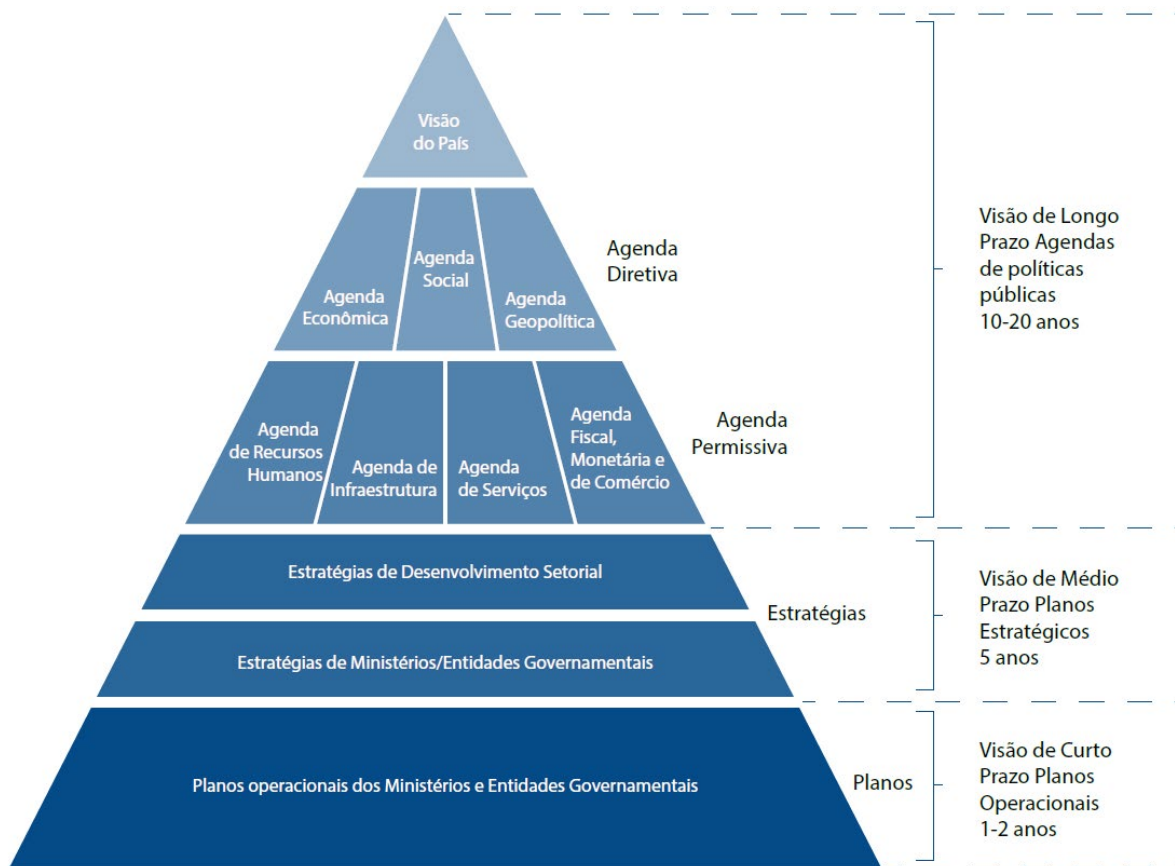 Visão
do País
Agenda
Econômica
Agenda
Social
Agenda
Geopolítica
Agenda
Diretiva
Agenda
de Recursos
Humanos
Agenda de
Infraestrutura
Agenda
de Serviços
Agenda
Fiscal,
Monetária e
de Comércio
Agenda
Permissiva
Visão de Longo
Prazo Agendas
de políticas
públicas
10-20 anos
Estratégias de Desenvolvimento Setorial
Estratégias de Ministérios/Entidades Governamentais
Estratégias
Visão de Médio
Prazo Planos
Estratégicos
5 anos
Planos operacionais dos Ministérios e Entidades Governamentais
Planos
Visão de Curto
Prazo Planos
Operacionais
1-2 anos